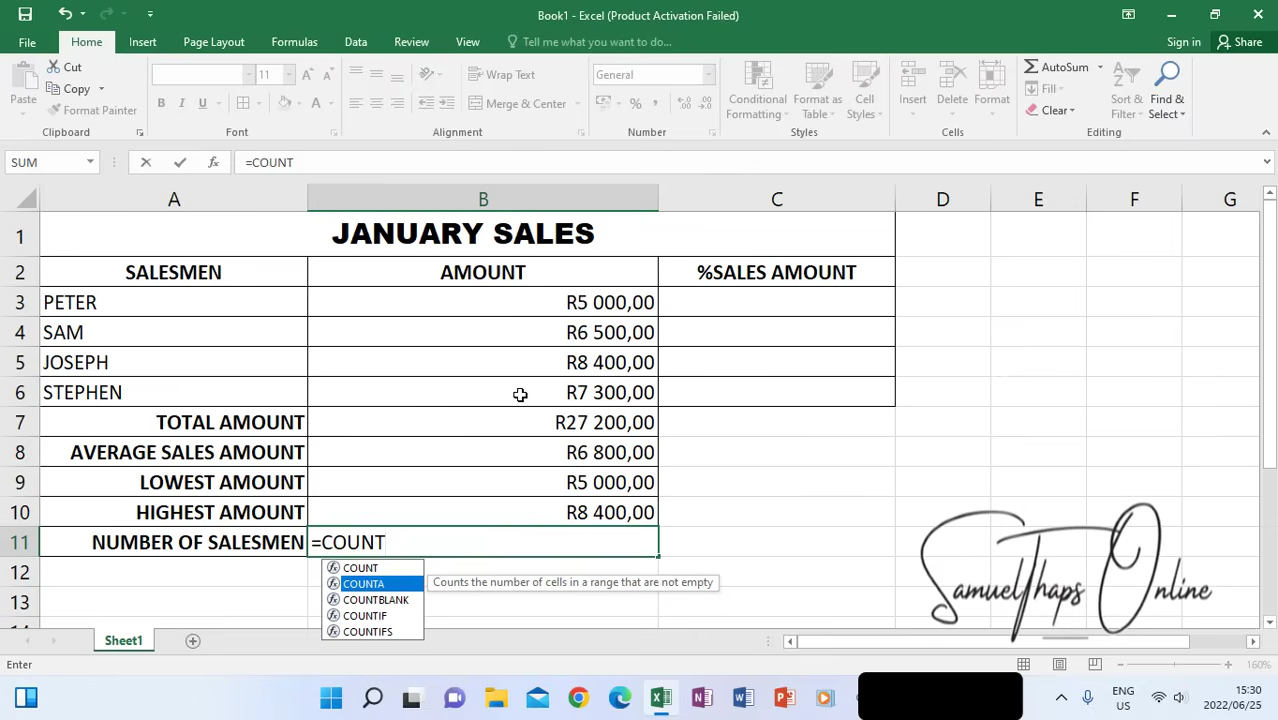 Book1 - Excel (Product Activation Failed)
File Home Insert Page Layout Formulas Data Review View Tell me what you want to do... Sign in Share
Paste Cut Copy Format Painter Clipboard
11 B I U A Font
Wrap Text Merge & Center Alignment
General % Number
Conditional Formatting Format as Table Cell Styles Styles
Insert Delete Format Cells
AutoSum Fill Clear Sort & Filter Find & Select Editing
SUM fx =COUNT
A B C D E F G
1 JANUARY SALES
2 SALESMEN AMOUNT %SALES AMOUNT
3 PETER R5 000,00
4 SAM R6 500,00
5 JOSEPH R8 400,00
6 STEPHEN R7 300,00
7 TOTAL AMOUNT R27 200,00
8 AVERAGE SALES AMOUNT R6 800,00
9 LOWEST AMOUNT R5 000,00
10 HIGHEST AMOUNT R8 400,00
11 NUMBER OF SALESMEN =COUNT
12
13
COUNT
COUNTA Counts the number of cells in a range that are not empty
COUNTBLANK
COUNTIF
COUNTIFS
SamuelThaps Online
Sheet1
Enter 160%
ENG 15:30
US 2022/06/25